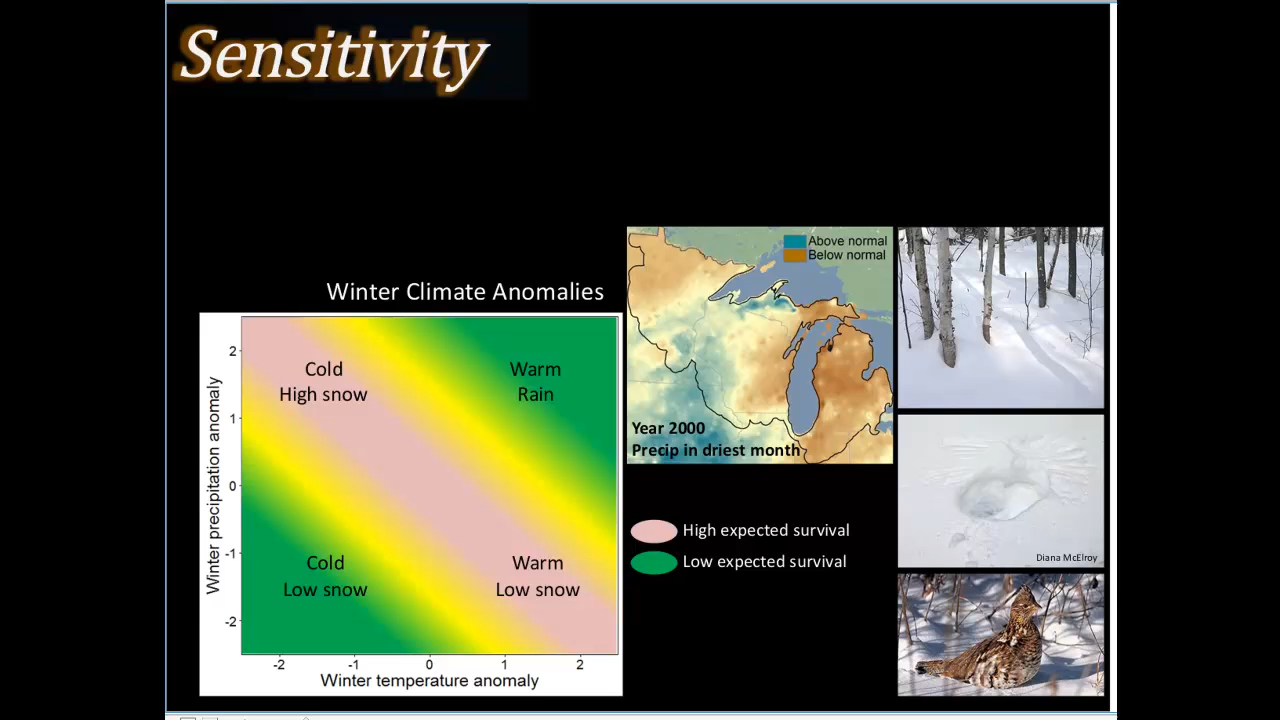 Sensitivity
Winter Climate Anomalies
Above normal
Below normal
Year 2000
Precip in driest month
Winter precipitation anomaly
2
1
0
-1
-2
Cold
High snow
Warm
Rain
Cold
Low snow
Warm
Low snow
-2
-1
0
1
2
Winter temperature anomaly
High expected survival
Low expected survival
Diana McElroy